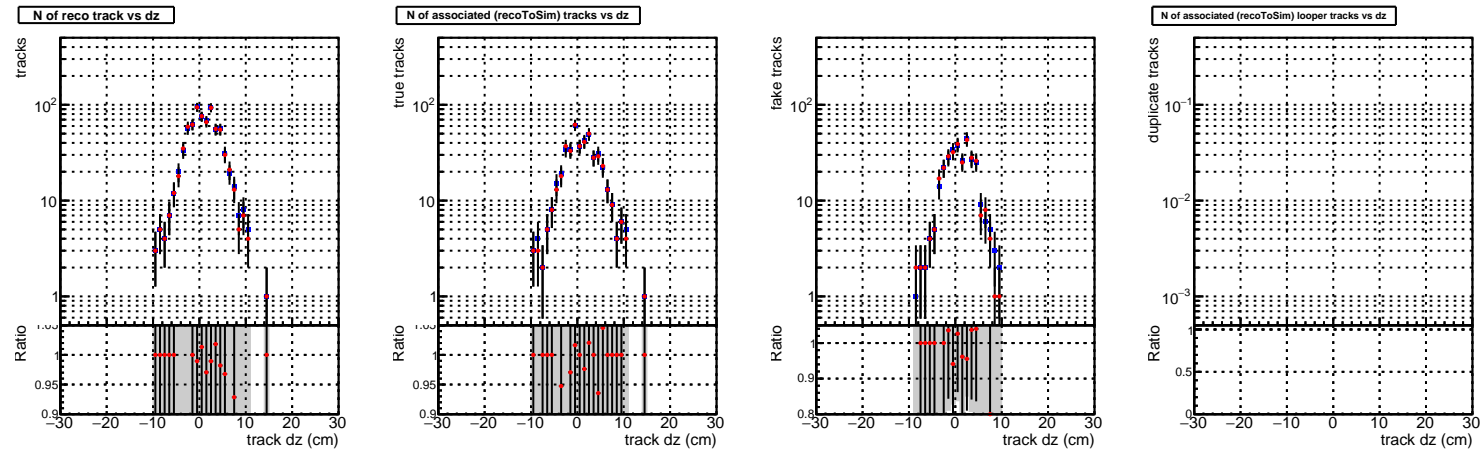 N of reco track vs dz
tracks
10²
10
1
Ratio
1.05
1
0.95
0.9
−30 −20 −10 0 10 20 30
track dz (cm)
N of associated (recoToSim) tracks vs dz
true tracks
10²
10
1
Ratio
1.05
1
0.95
0.9
−30 −20 −10 0 10 20 30
track dz (cm)
fake tracks
10²
10
1
Ratio
1
0.9
0.8
−30 −20 −10 0 10 20 30
track dz (cm)
N of associated (recoToSim) looper tracks vs dz
duplicate tracks
10⁻¹
10⁻²
10⁻³
Ratio
1
0.5
0
−30 −20 −10 0 10 20 30
track dz (cm)